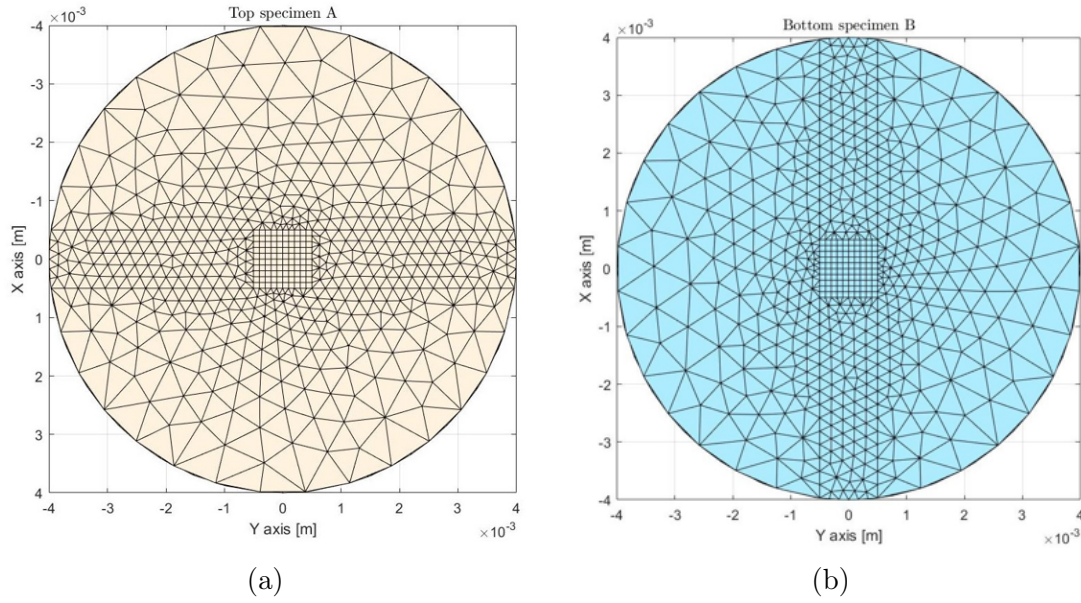 Top specimen A
×10⁻³
-4
-3
-2
-1
0
1
2
3
4
X axis [m]
-4 -3 -2 -1 0 1 2 3 4
Y axis [m]
×10⁻³
(a)
Bottom specimen B
×10⁻³
4
3
2
1
0
-1
-2
-3
-4
X axis [m]
-4 -3 -2 -1 0 1 2 3 4
Y axis [m]
×10⁻³
(b)